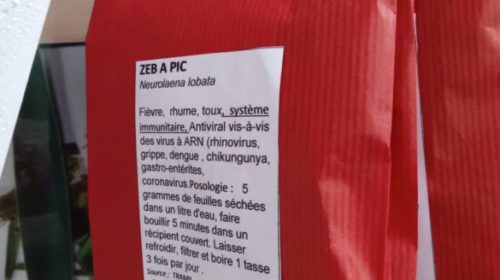 ZEB A PIC
Neurolaena lobata
Fièvre, rhume, toux, système
immunitaire, Antiviral vis-à-vis
des virus à ARN (rhinovirus,
grippe, dengue , chikungunya,
gastro-entérites,
coronavirus.Posologie : 5
grammes de feuilles séchées
dans un litre d'eau, faire
bouillir 5 minutes dans un
récipient couvert. Laisser
refroidir, filtrer et boire 1 tasse
3 fois par jour .
Source : TRAMIL